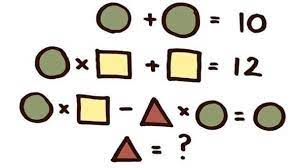 + = 10
× + = 12
× - × =
= ?